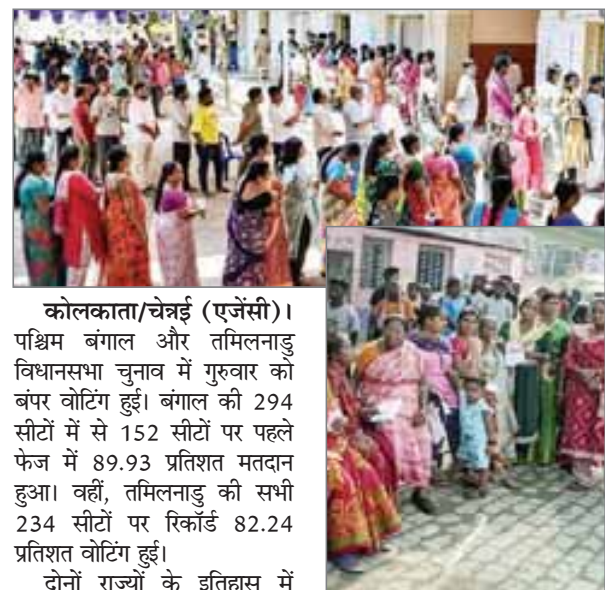 कोलकाता/चेन्नई (एजेंसी)।
पश्चिम बंगाल और तमिलनाडु
विधानसभा चुनाव में गुरुवार को
बंपर वोटिंग हुई। बंगाल की 294
सीटों में से 152 सीटों पर पहले
फेज में 89.93 प्रतिशत मतदान
हुआ। वहीं, तमिलनाडु की सभी
234 सीटों पर रिकॉर्ड 82.24
प्रतिशत वोटिंग हुई।
दोनों राज्यों के इतिहास में